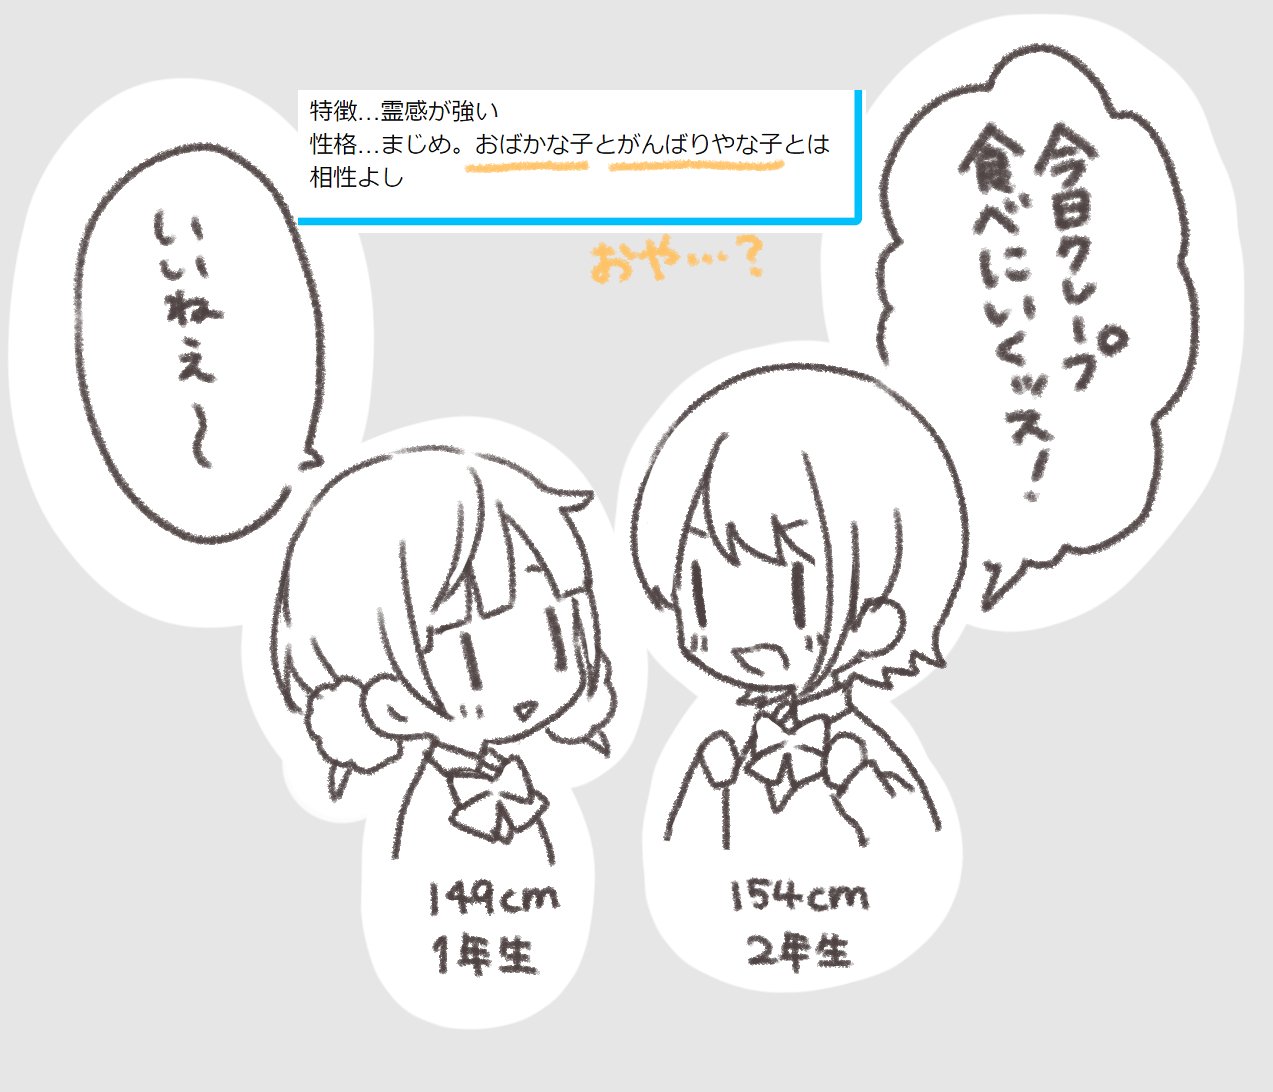 特徴…霊感が強い
性格…まじめ。おばかな子とがんばりやな子とは
相性よし
おや…？
今日クレープ
食べにいくッス！
いいねぇ〜
149cm
1年生
154cm
2年生